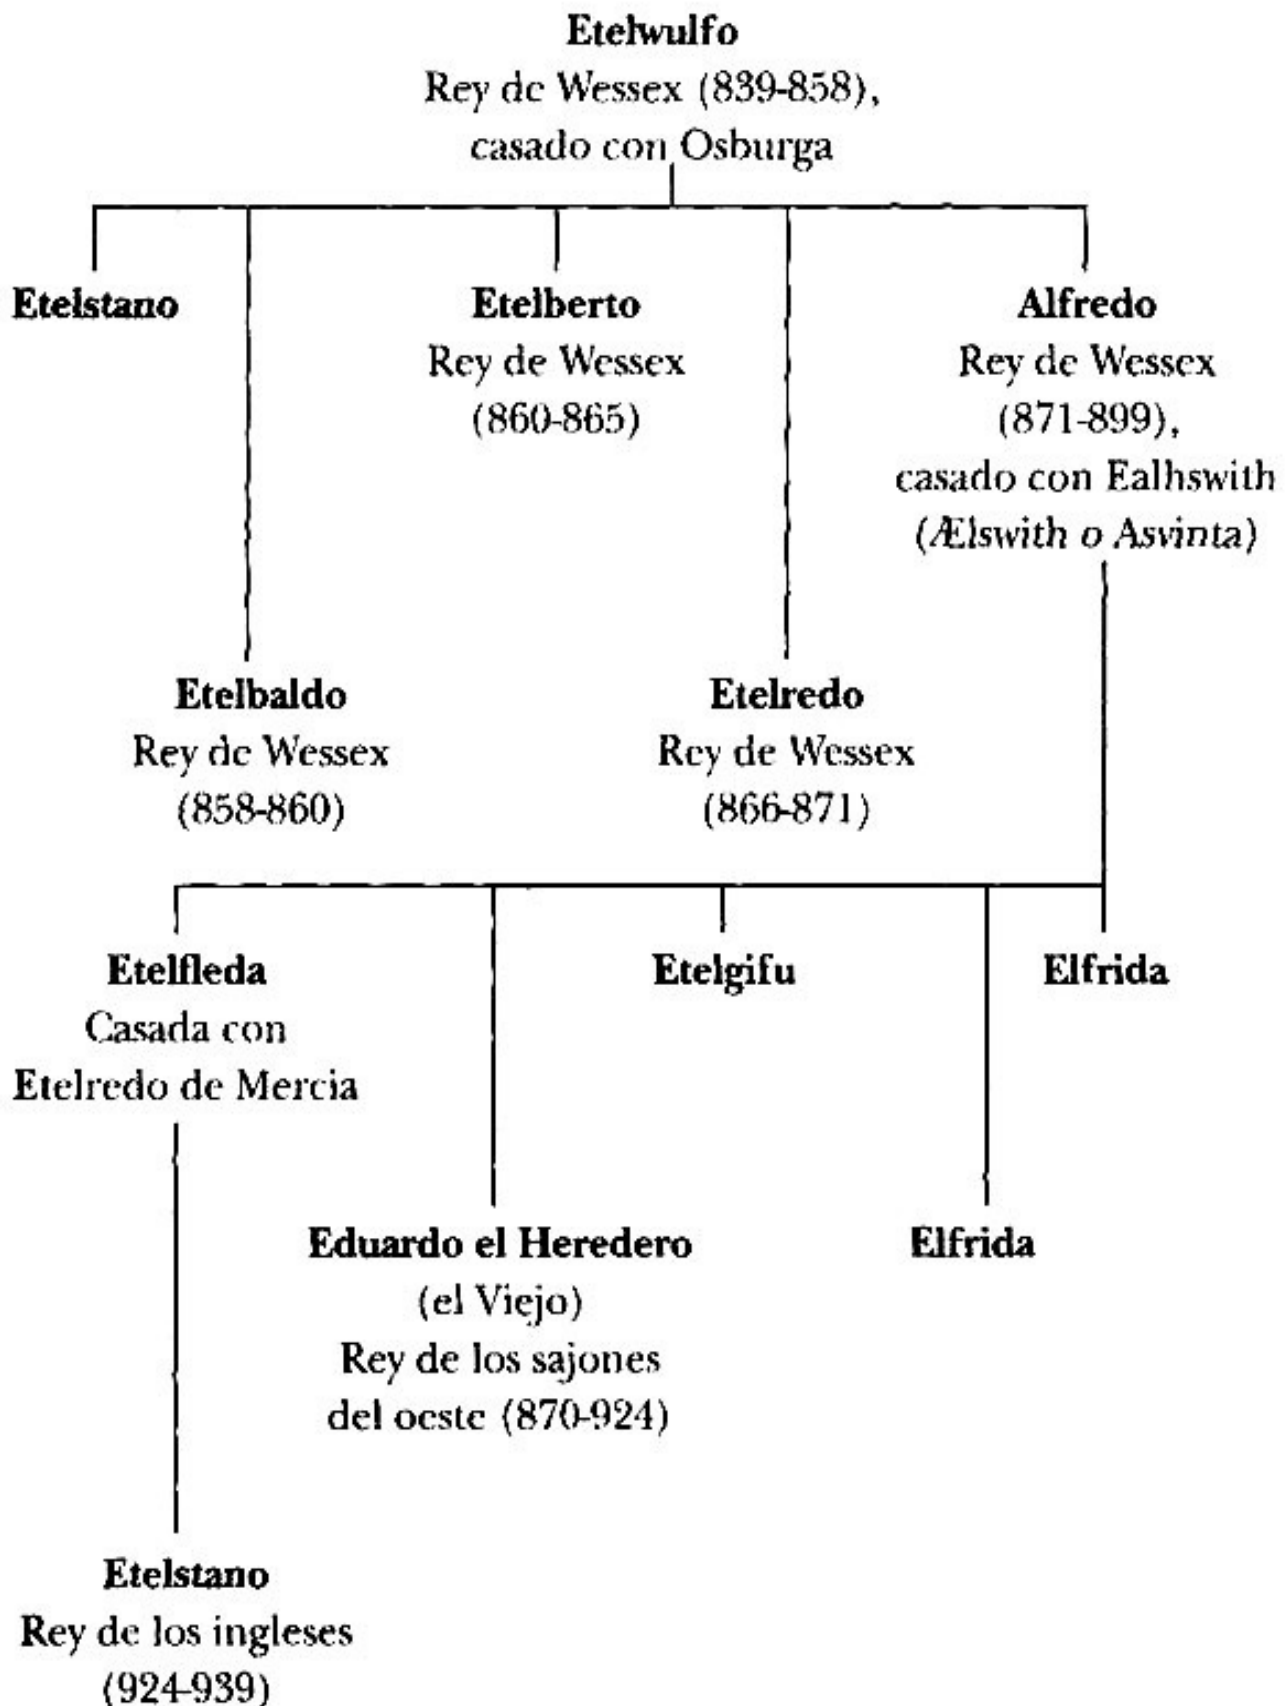 Etelwulfo
Rey de Wessex (839-858),
casado con Osburga
Etelstano
Etelberto
Rey de Wessex
(860-865)
Alfredo
Rey de Wessex
(871-899),
casado con Ealhswith
(Ælswith o Asvinta)
Etelbaldo
Rey de Wessex
(858-860)
Etelredo
Rey de Wessex
(866-871)
Etelfleda
Casada con
Etelredo de Mercia
Etelgifu
Elfrida
Eduardo el Heredero
(el Viejo)
Rey de los sajones
del oeste (870-924)
Elfrida
Etelstano
Rey de los ingleses
(924-939)